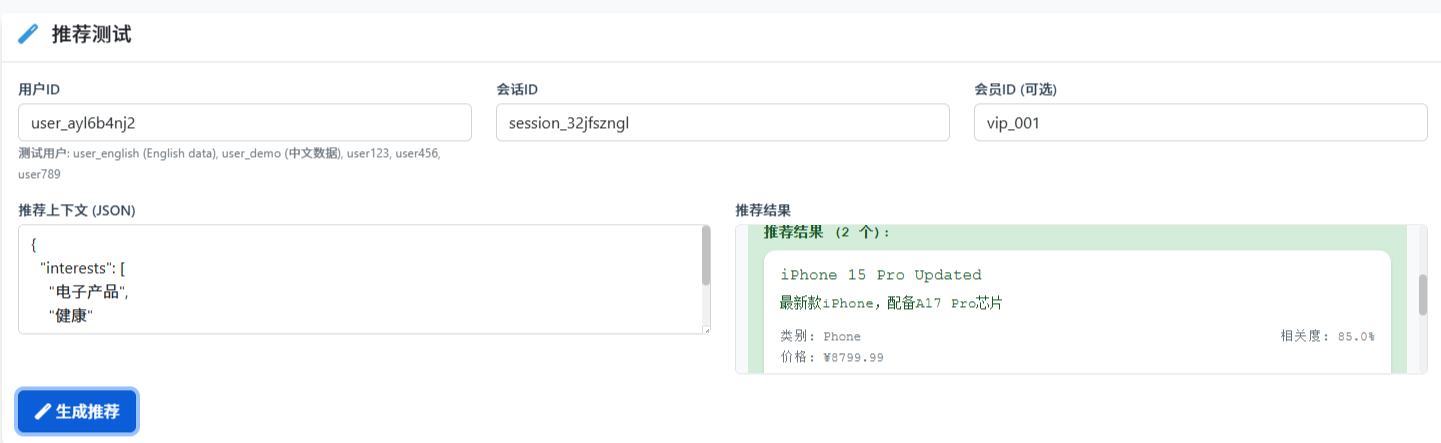 推荐测试
用户ID
会话ID
会员ID (可选)
user_ayl6b4nj2
session_32jfszngl
vip_001
测试用户: user_english (English data), user_demo (中文数据), user123, user456,
user789
推荐上下文 (JSON)
推荐结果
{
"interests": [
"电子产品",
"健康"
推荐结果 (2 个):
iPhone 15 Pro Updated
最新款iPhone，配备A17 Pro芯片
类别: Phone
相关度: 85.0%
价格: ¥8799.99
生成推荐